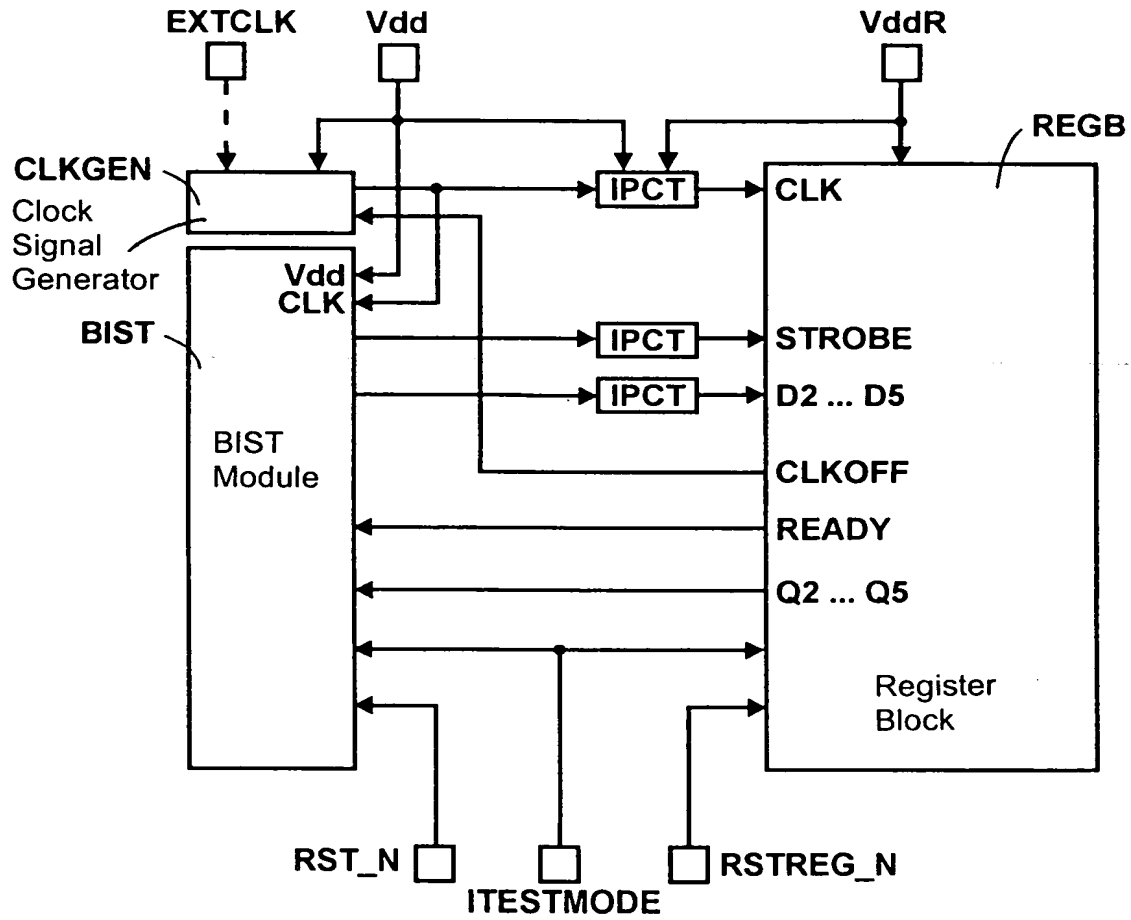 EXTCLK
Vdd
VddR
REGB
CLKGEN
Clock
Signal
Generator
IPCT
CLK
Vdd
CLK
BIST
IPCT
STROBE
IPCT
D2 ... D5
BIST
Module
CLKOFF
READY
Q2 ... Q5
Register
Block
RST_N
ITESTMODE
RSTREG_N